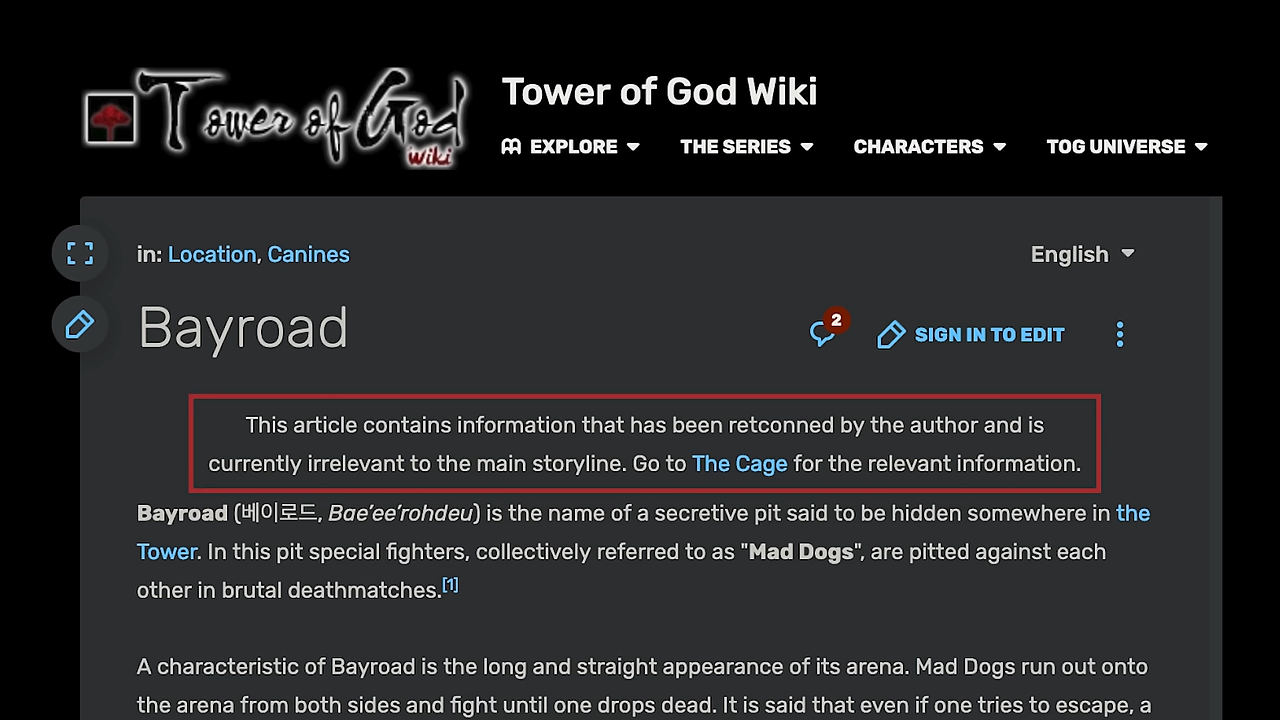 Tower of God
wiki
Tower of God Wiki
EXPLORE THE SERIES CHARACTERS TOG UNIVERSE
in: Location, Canines
English
Bayroad
2
SIGN IN TO EDIT
This article contains information that has been retconned by the author and is
currently irrelevant to the main storyline. Go to The Cage for the relevant information.
Bayroad (베이로드, Bae’ee’rohdeu) is the name of a secretive pit said to be hidden somewhere in the
Tower. In this pit special fighters, collectively referred to as "Mad Dogs", are pitted against each
other in brutal deathmatches.[1]
A characteristic of Bayroad is the long and straight appearance of its arena. Mad Dogs run out onto
the arena from both sides and fight until one drops dead. It is said that even if one tries to escape, a